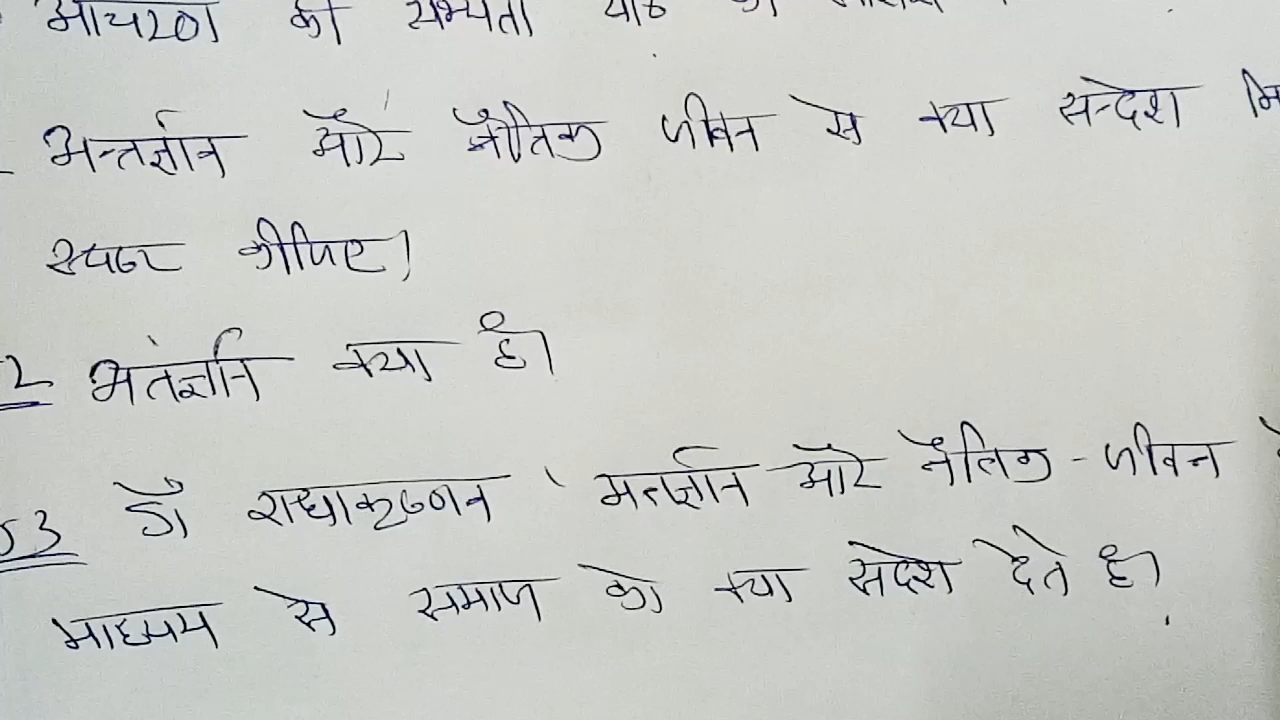 आचरण की सभ्यता पाठ का
अन्तर्ज्ञान और नैतिक जीवन से क्या सन्देश मि
स्पष्ट कीजिए।
2 अंतर्ज्ञान क्या है।
3 डॉ राधाकृष्णन ' अन्तर्ज्ञान और नैतिक - जीवन के
माध्यम से समाज को क्या संदेश देते है।